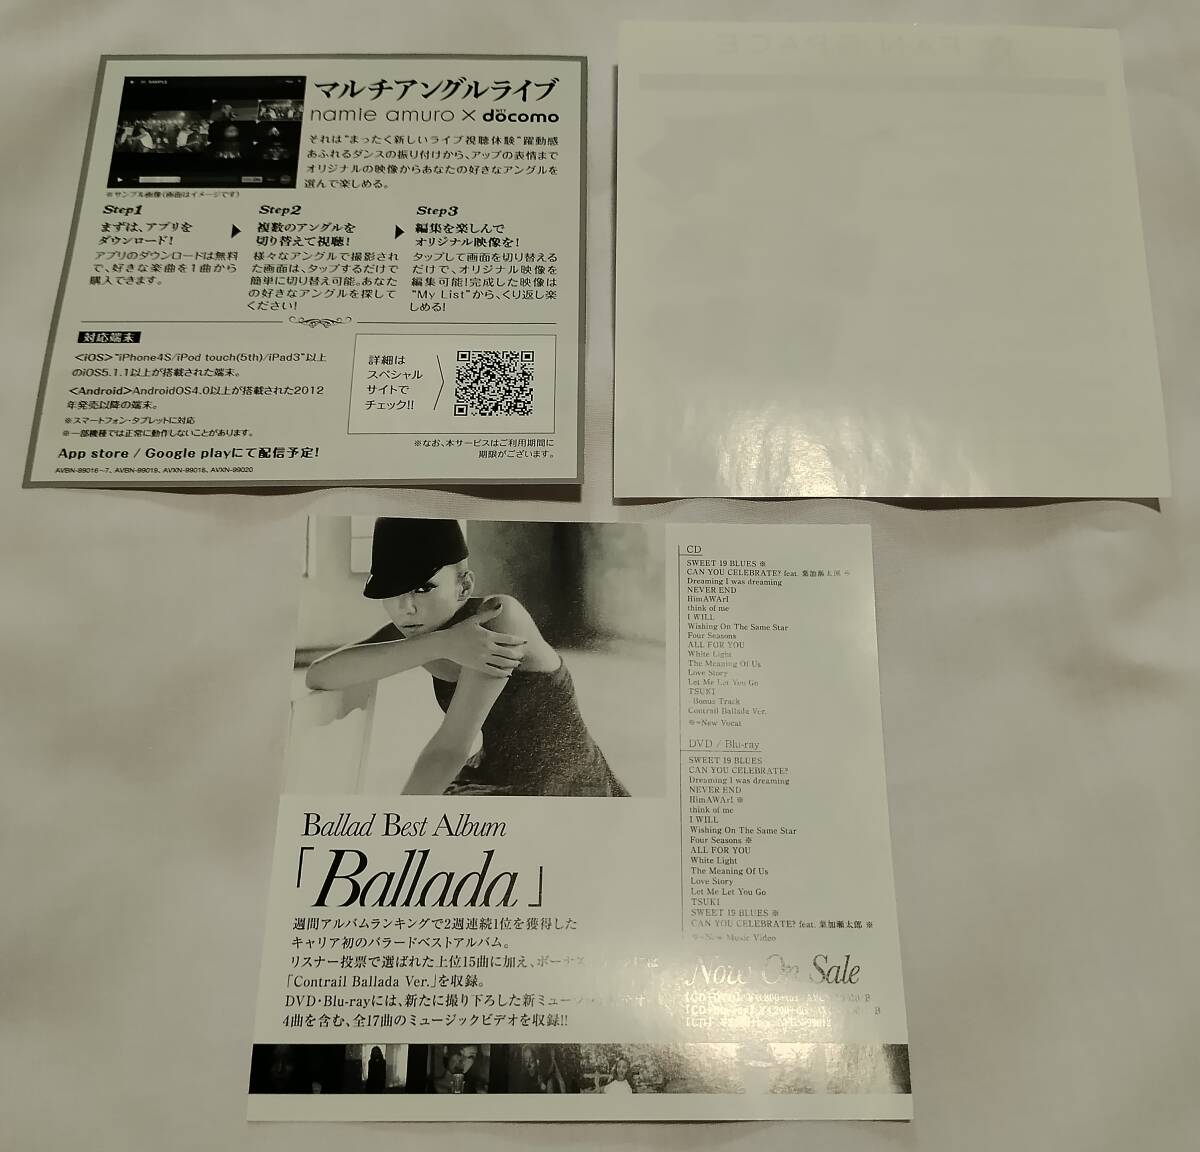 マルチアングルライブ
namie amuro × NTT docomo
それは"まったく新しいライブ視聴体験"躍動感
あふれるダンスの振り付けから、アップの表情まで
オリジナルの映像からあなたの好きなアングルを
選んで楽しめる。
※サンプル画像(画面はイメージです)
Step1
まずは、アプリを
ダウンロード!
アプリのダウンロードは無料
で、好きな楽曲を1曲から
購入できます。
Step2
複数のアングルを
切り替えて視聴!
様々なアングルで撮影され
た画面は、タップするだけで
簡単に切り替え可能。あなた
の好きなアングルを探して
ください!
Step3
編集を楽しんで
オリジナル映像を!
タップして画面を切り替える
だけで、オリジナル映像を
編集可能!完成した映像は
"My List"から、くり返し楽
しめる!
対応端末
<iOS>"iPhone4S/iPod touch(5th)/iPad3"以上
のiOS5.1.1以上が搭載された端末。
<Android>AndroidOS4.0以上が搭載された2012
年発売以降の端末。
※スマートフォン・タブレットに対応
※一部機種では正常に動作しないことがあります。
App store / Google playにて配信予定!
AVBN-99016~7、AVBN-99019、AVXN-99018、AVXN-99020
詳細は
スペシャル
サイトで
チェック!!
※なお、本サービスはご利用期間に
期限がございます。
Ballad Best Album
「Ballada」
週間アルバムランキングで2週連続1位を獲得した
キャリア初のバラードベストアルバム。
リスナー投票で選ばれた上位15曲に加え、ボーナス
「Contrail Ballada Ver.」を収録。
DVD・Blu-rayには、新たに撮り下ろした新ミュージック
4曲を含む、全17曲のミュージックビデオを収録!!
CD
SWEET 19 BLUES ※
CAN YOU CELEBRATE? feat. 葉加瀬太郎 ※
Dreaming I was dreaming
NEVER END
HimAWArI
think of me
I WILL
Wishing On The Same Star
Four Seasons
ALL FOR YOU
White Light
The Meaning Of Us
Love Story
Let Me Let You Go
TSUKI
-Bonus Track
Contrail Ballada Ver.
※=New Vocal
DVD / Blu-ray
SWEET 19 BLUES
CAN YOU CELEBRATE?
Dreaming I was dreaming
NEVER END
HimAWArI ※
think of me
I WILL
Wishing On The Same Star
Four Seasons ※
ALL FOR YOU
White Light
The Meaning Of Us
Love Story
Let Me Let You Go
TSUKI
SWEET 19 BLUES ※
CAN YOU CELEBRATE? feat. 葉加瀬太郎 ※
※=New Music Video
Now On Sale